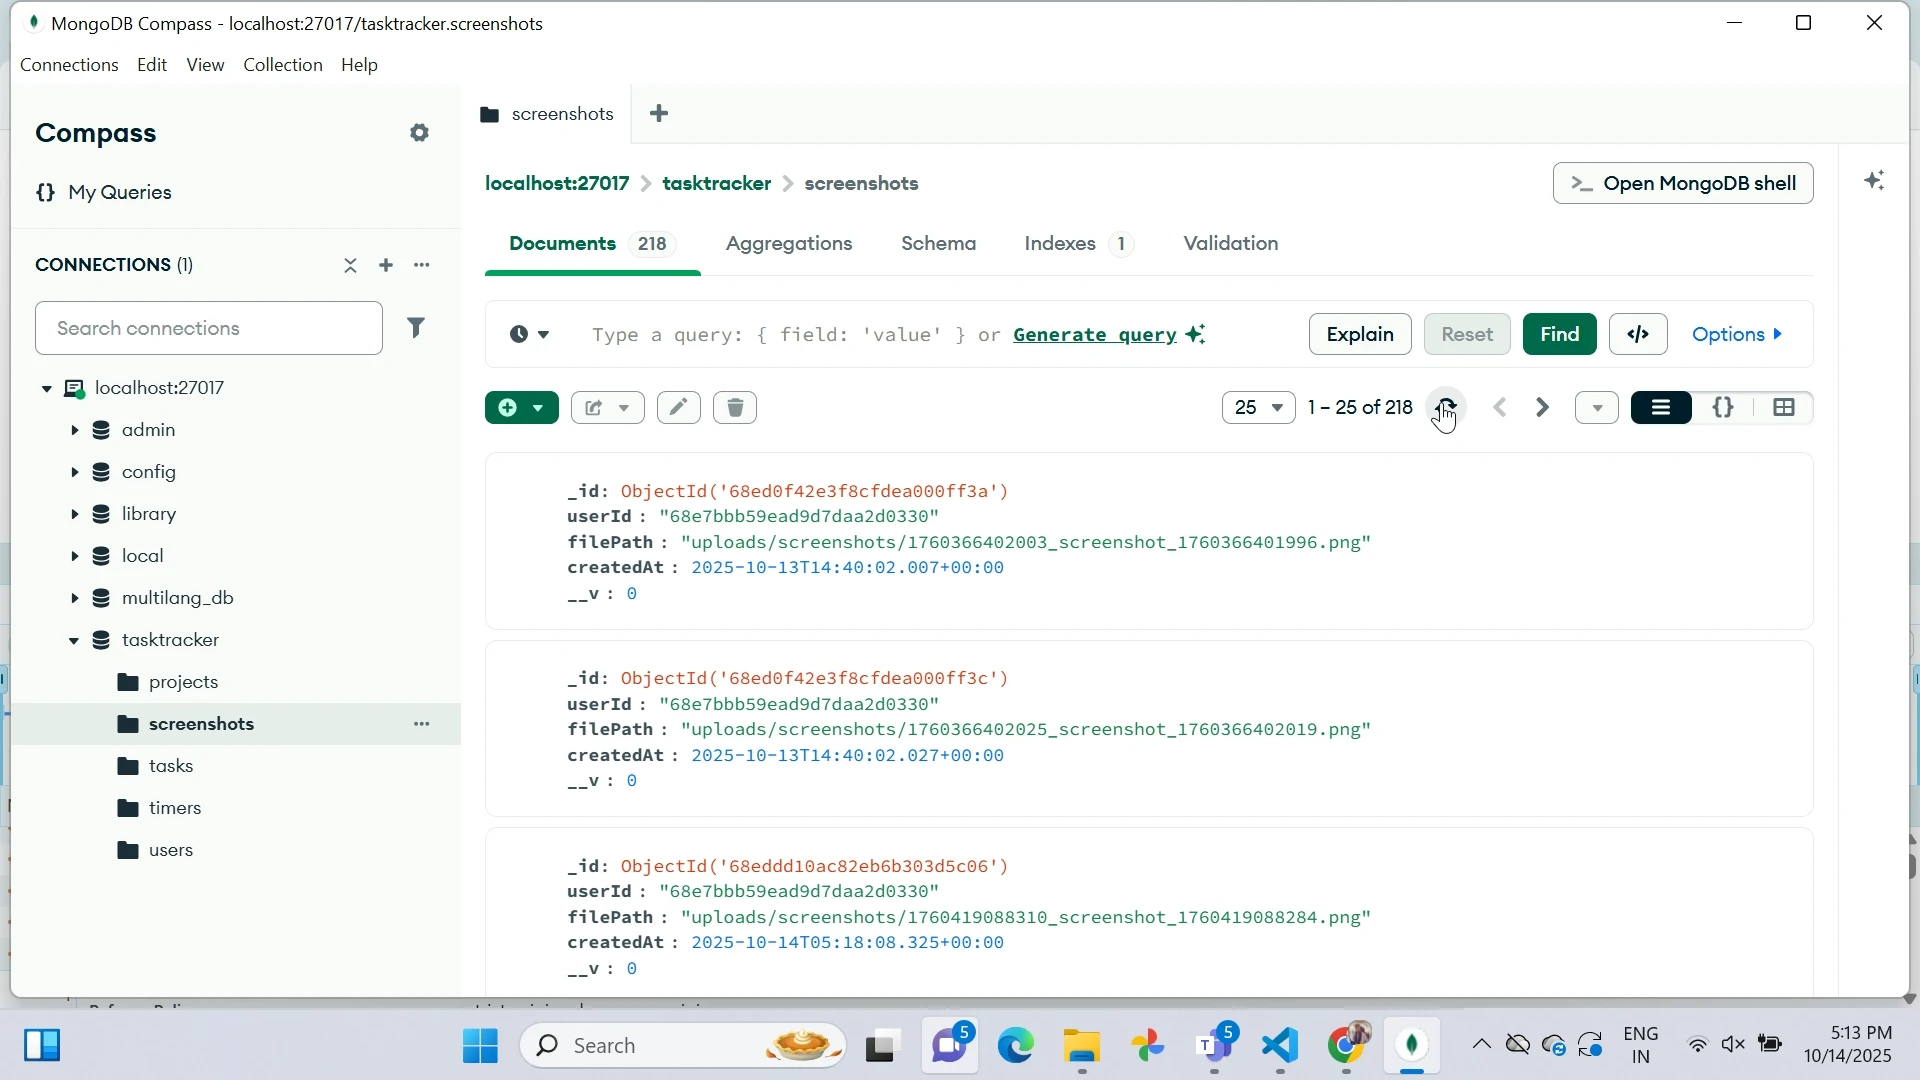 MongoDB Compass - localhost:27017/tasktracker.screenshots
Connections Edit View Collection Help
Compass
{} My Queries
CONNECTIONS (1)
Search connections
localhost:27017
admin
config
library
local
multilang_db
tasktracker
projects
screenshots
tasks
timers
users
screenshots
localhost:27017 > tasktracker > screenshots
>_ Open MongoDB shell
Documents 218 Aggregations Schema Indexes 1 Validation
Type a query: { field: 'value' } or Generate query
Explain Reset Find </> Options
25 1 – 25 of 218 {}
_id: ObjectId('68ed0f42e3f8cfdea000ff3a')
userId : "68e7bbb59ead9d7daa2d0330"
filePath : "uploads/screenshots/1760366402003_screenshot_1760366401996.png"
createdAt : 2025-10-13T14:40:02.007+00:00
__v : 0
_id: ObjectId('68ed0f42e3f8cfdea000ff3c')
userId : "68e7bbb59ead9d7daa2d0330"
filePath : "uploads/screenshots/1760366402025_screenshot_1760366402019.png"
createdAt : 2025-10-13T14:40:02.027+00:00
__v : 0
_id: ObjectId('68eddd10ac82eb6b303d5c06')
userId : "68e7bbb59ead9d7daa2d0330"
filePath : "uploads/screenshots/1760419088310_screenshot_1760419088284.png"
createdAt : 2025-10-14T05:18:08.325+00:00
__v : 0
Search
5
T 5
ENG
IN
5:13 PM
10/14/2025